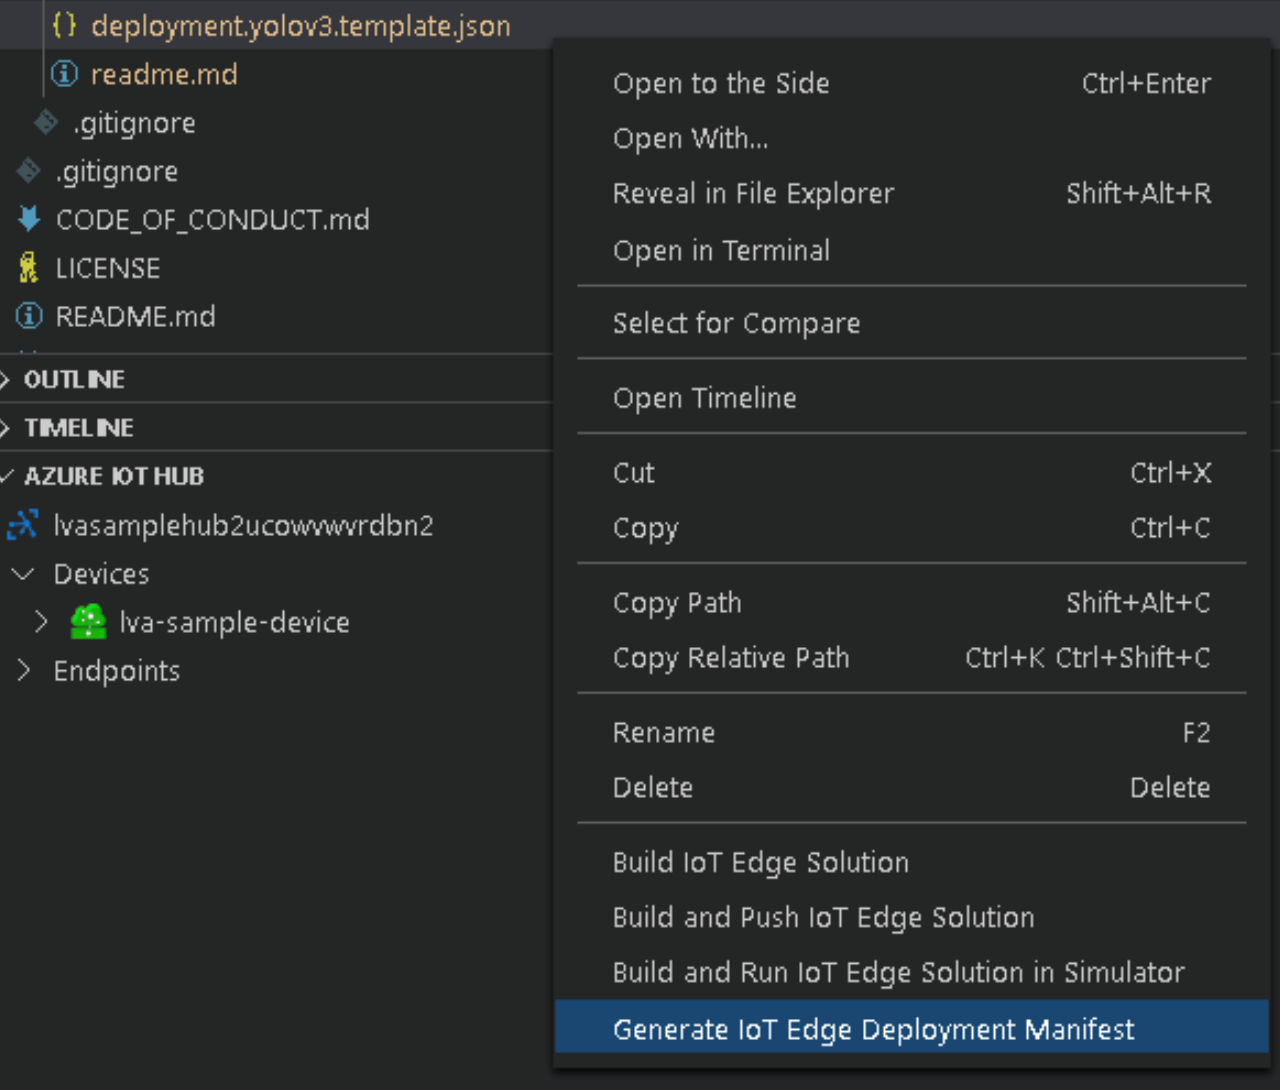 deployment.yolov3.template.json
readme.md
.gitignore
.gitignore
CODE_OF_CONDUCT.md
LICENSE
README.md
OUTLINE
TIMELINE
AZURE IOT HUB
lvasamplehub2ucowvwvrdbn2
Devices
lva-sample-device
Endpoints
Open to the Side Ctrl+Enter
Open With...
Reveal in File Explorer Shift+Alt+R
Open in Terminal
Select for Compare
Open Timeline
Cut Ctrl+X
Copy Ctrl+C
Copy Path Shift+Alt+C
Copy Relative Path Ctrl+K Ctrl+Shift+C
Rename F2
Delete Delete
Build IoT Edge Solution
Build and Push IoT Edge Solution
Build and Run IoT Edge Solution in Simulator
Generate IoT Edge Deployment Manifest